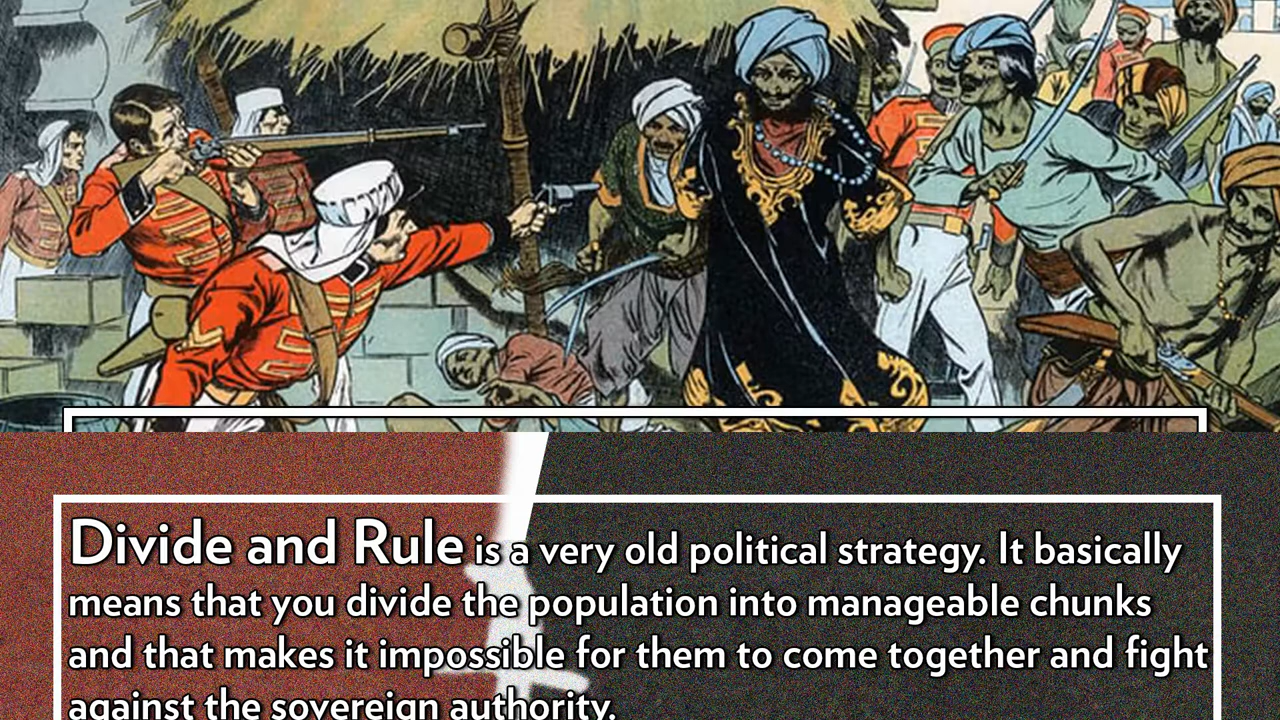 Divide and Rule is a very old political strategy. It basically
means that you divide the population into manageable chunks
and that makes it impossible for them to come together and fight
against the sovereign authority.